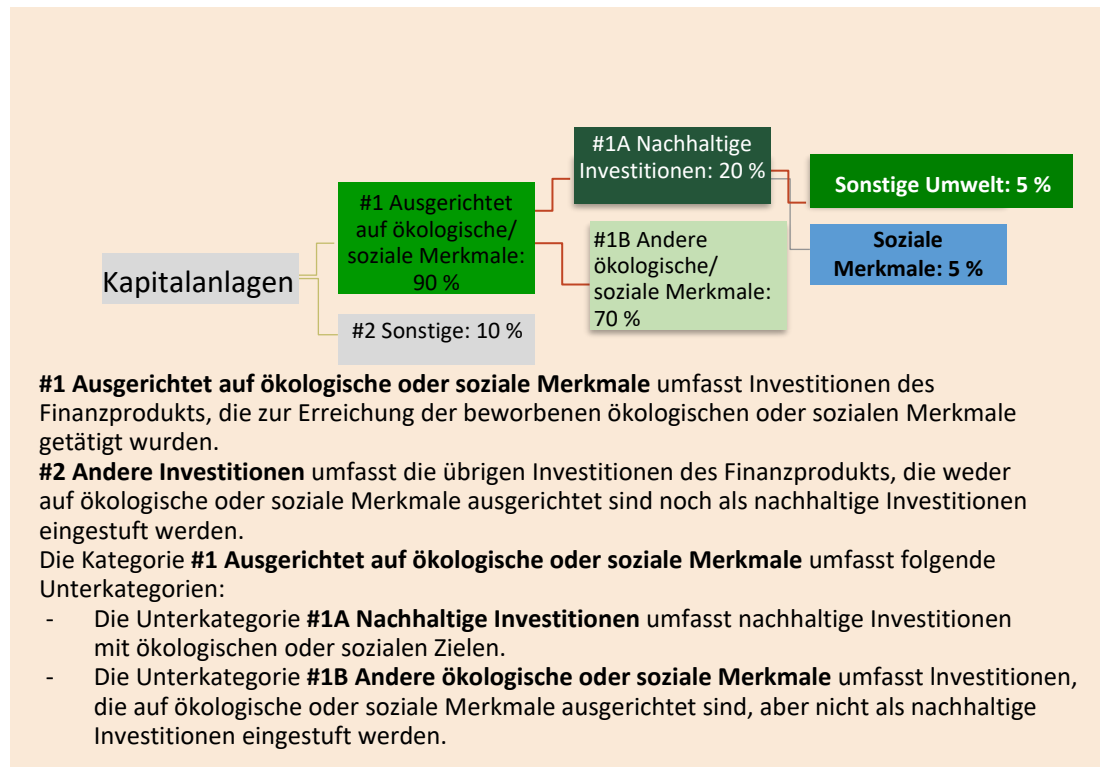 Kapitalanlagen
#1 Ausgerichtet
auf ökologische/
soziale Merkmale:
90 %
#2 Sonstige: 10 %
#1A Nachhaltige
Investitionen: 20 %
#1B Andere
ökologische/
soziale Merkmale:
70 %
Sonstige Umwelt: 5 %
Soziale
Merkmale: 5 %
#1 Ausgerichtet auf ökologische oder soziale Merkmale umfasst Investitionen des
Finanzprodukts, die zur Erreichung der beworbenen ökologischen oder sozialen Merkmale
getätigt wurden.
#2 Andere Investitionen umfasst die übrigen Investitionen des Finanzprodukts, die weder
auf ökologische oder soziale Merkmale ausgerichtet sind noch als nachhaltige Investitionen
eingestuft werden.
Die Kategorie #1 Ausgerichtet auf ökologische oder soziale Merkmale umfasst folgende
Unterkategorien:
- Die Unterkategorie #1A Nachhaltige Investitionen umfasst nachhaltige Investitionen
mit ökologischen oder sozialen Zielen.
- Die Unterkategorie #1B Andere ökologische oder soziale Merkmale umfasst Investitionen,
die auf ökologische oder soziale Merkmale ausgerichtet sind, aber nicht als nachhaltige
Investitionen eingestuft werden.